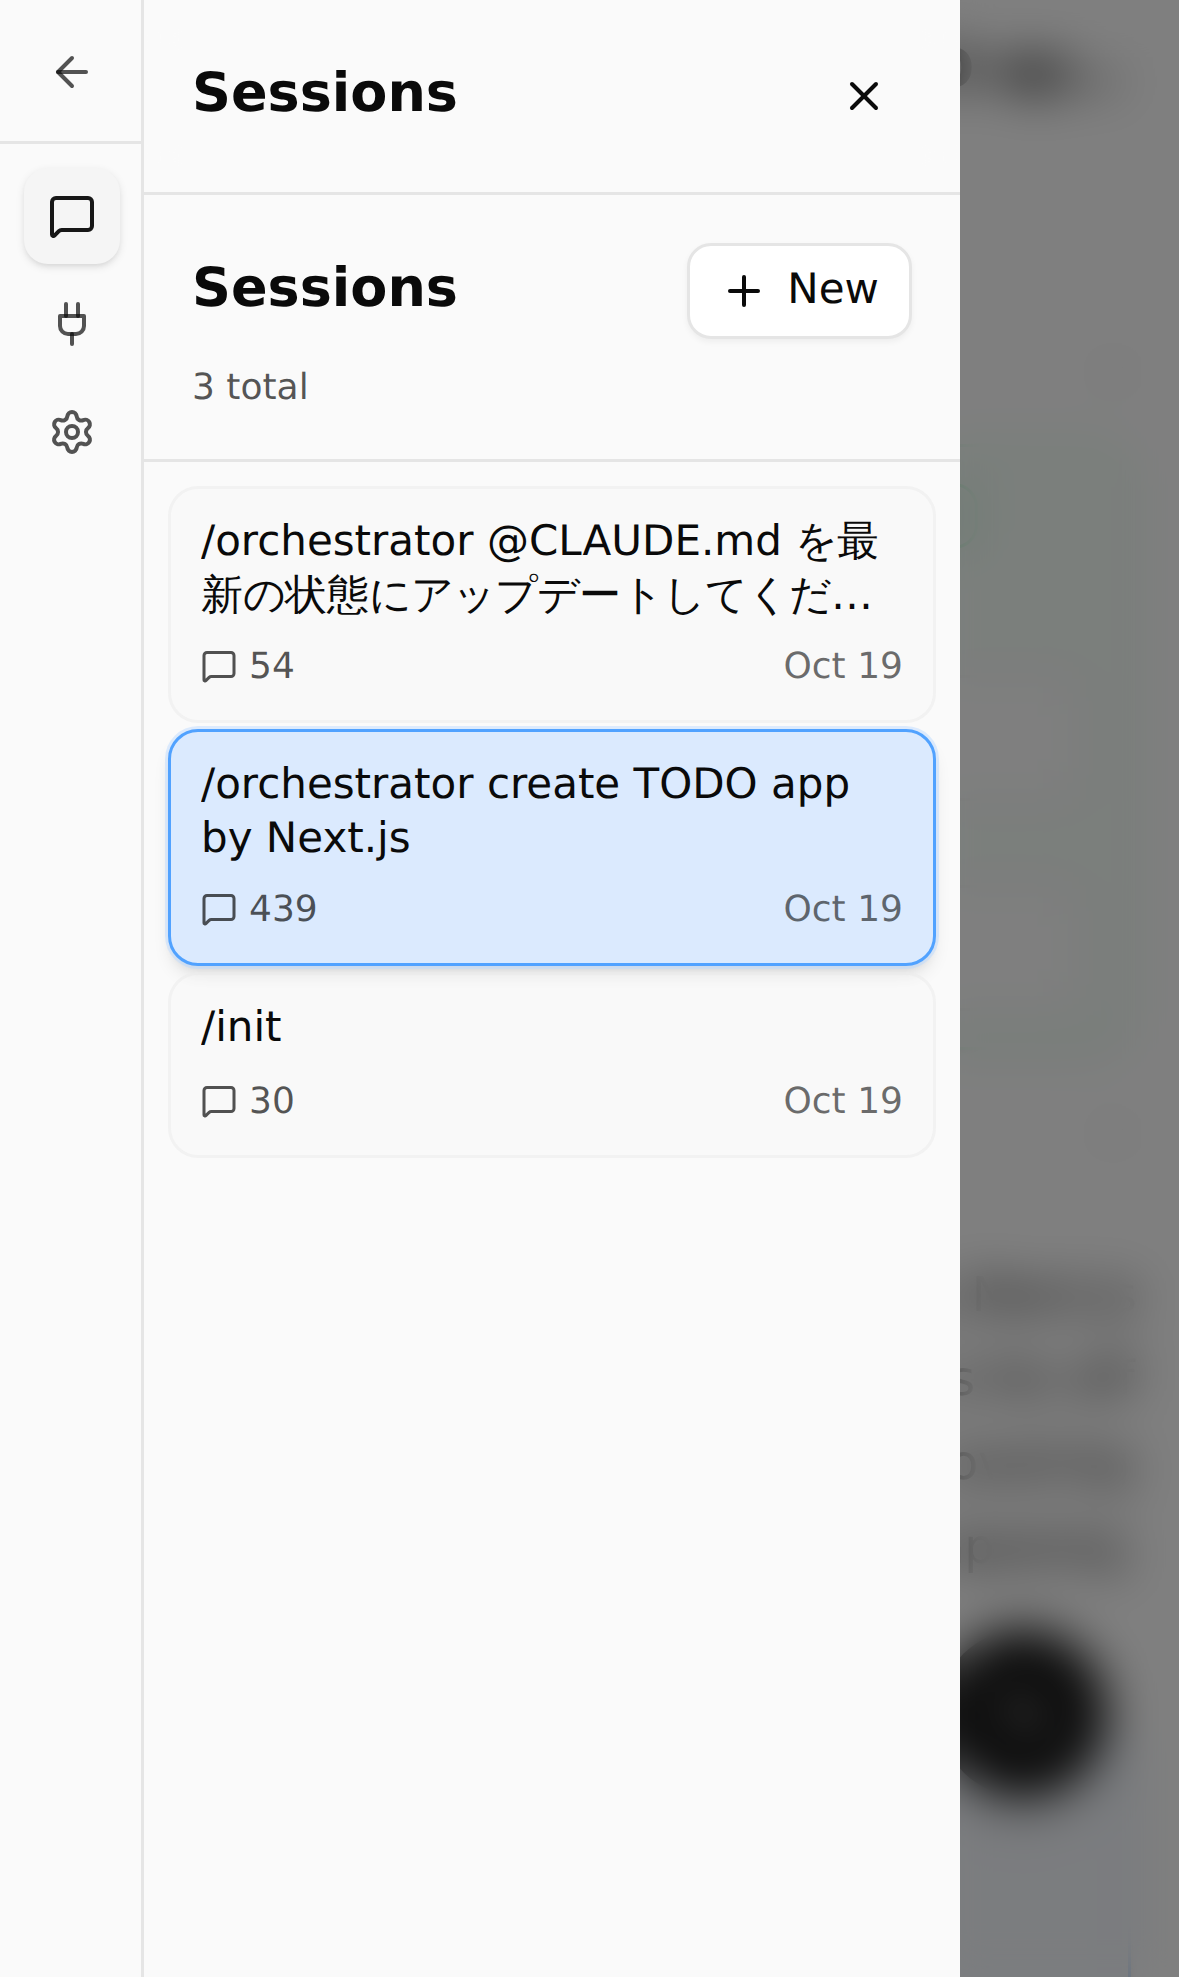 Sessions
Sessions
New
3 total
/orchestrator @CLAUDE.md を最
新の状態にアップデートしてくだ…
54
Oct 19
/orchestrator create TODO app
by Next.js
439
Oct 19
/init
30
Oct 19